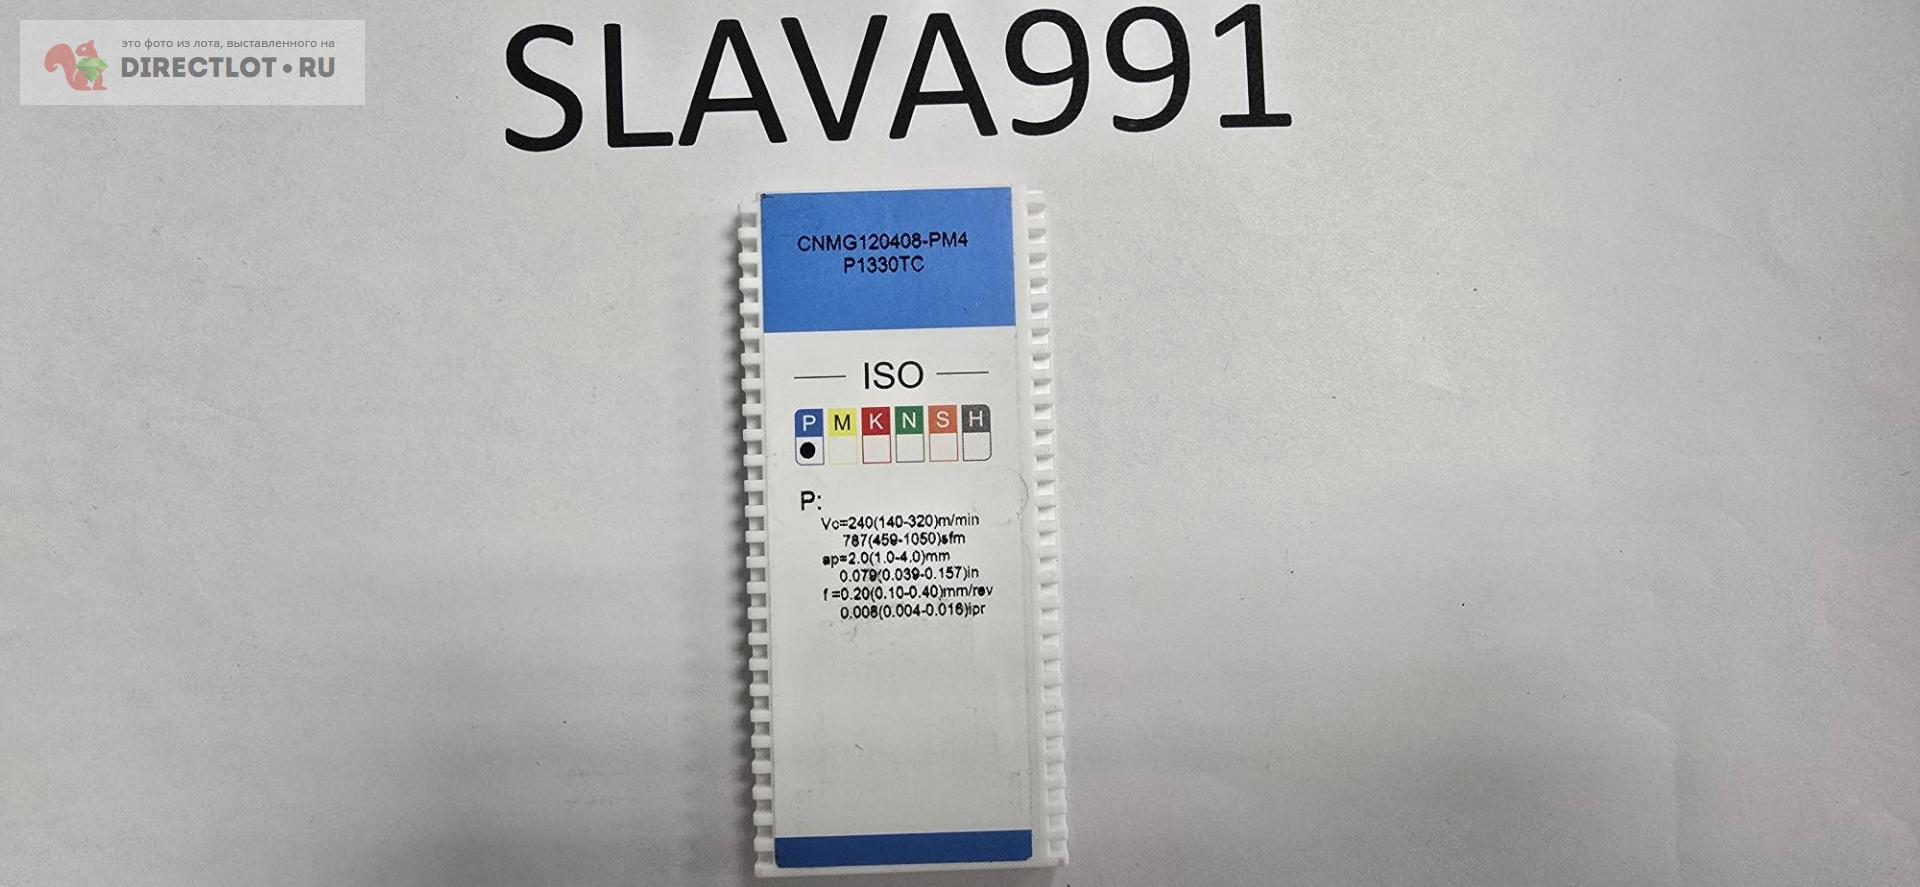 это фото из лота, выставленного на
DIRECTLOT•RU
SLAVA991
CNMG120408-PM4
P1330TC
ISO
P M K N S H
P:
Vc=240(140-320)m/min
787(459-1050)sfm
ap=2.0(1.0-4.0)mm
0.079(0.039-0.157)in
f =0.20(0.10-0.40)mm/rev
0.008(0.004-0.016)ipr